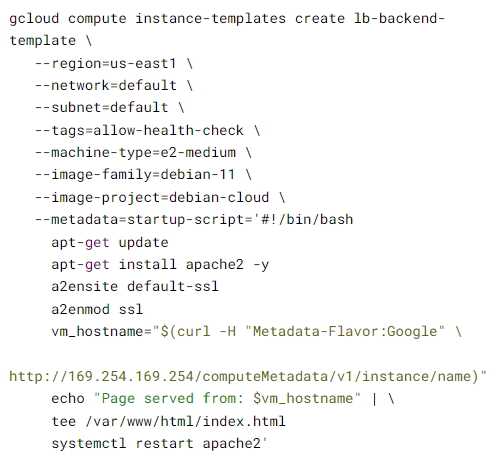 gcloud compute instance-templates create lb-backend-
template \
--region=us-east1 \
--network=default \
--subnet=default \
--tags=allow-health-check \
--machine-type=e2-medium \
--image-family=debian-11 \
--image-project=debian-cloud \
--metadata=startup-script='#!/bin/bash
apt-get update
apt-get install apache2 -y
a2ensite default-ssl
a2enmod ssl
vm_hostname="$(curl -H "Metadata-Flavor:Google" \
http://169.254.169.254/computeMetadata/v1/instance/name)"
echo "Page served from: $vm_hostname" | \
tee /var/www/html/index.html
systemctl restart apache2'